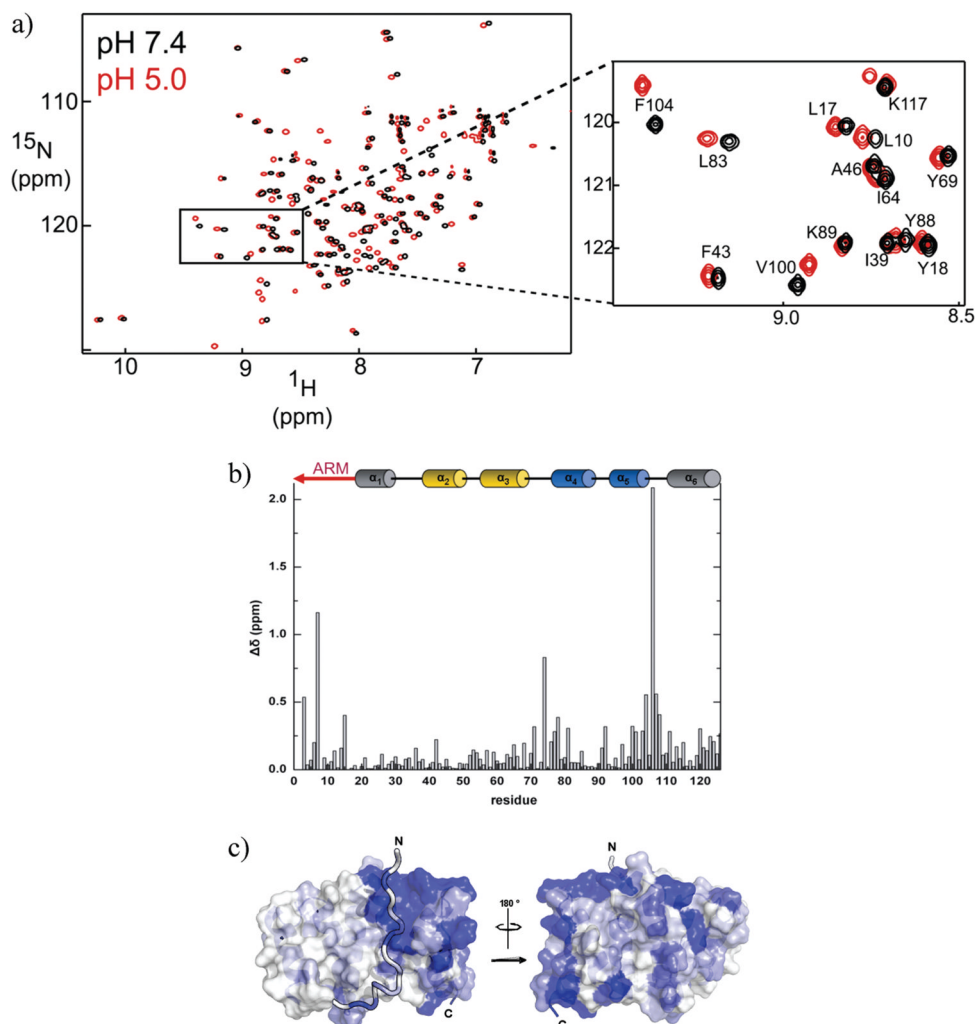 a)
pH 7.4
pH 5.0
15N
(ppm)
110
120
10 9 8 7
1H
(ppm)
F104
L83
L17
K117
L10
A46
I64
Y69
K89
Y88
F43
V100
I39
Y18
120
121
122
9.0 8.5
b)
ARM α1 α2 α3 α4 α5 α6
Δδ (ppm)
2.0
1.5
1.0
0.5
0.0
0 10 20 30 40 50 60 70 80 90 100 110 120
residue
c)
N
C
180 °
N
C